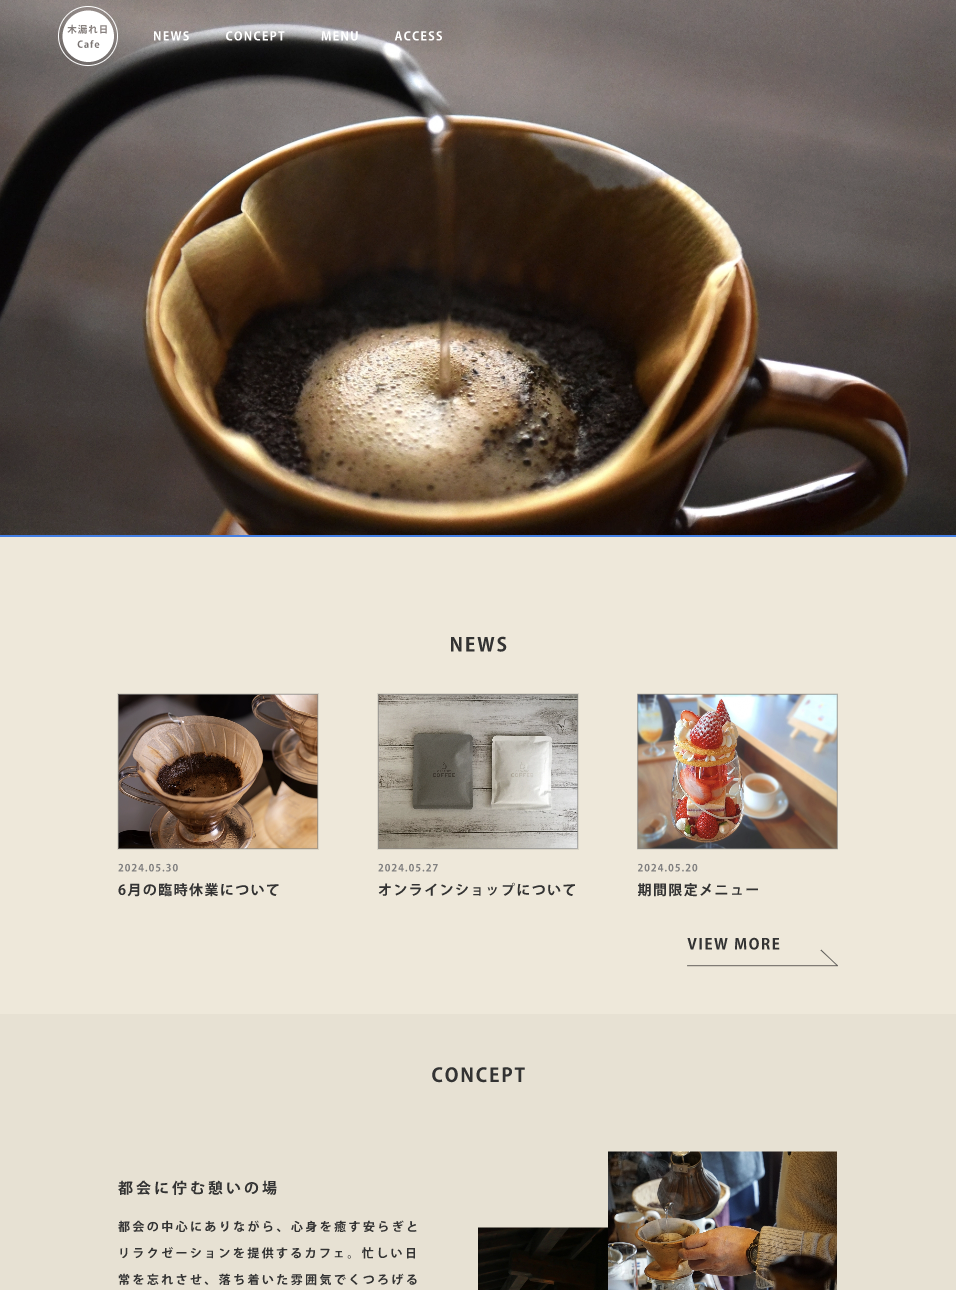 木漏れ日
Cafe
NEWS
CONCEPT
MENU
ACCESS
NEWS
COFFEE
COFFEE
2024.05.30
2024.05.27
2024.05.20
6月の臨時休業について
オンラインショップについて
期間限定メニュー
VIEW MORE
CONCEPT
都会に佇む憩いの場
都会の中心にありながら、心身を癒す安らぎと
リラクゼーションを提供するカフェ。忙しい日
常を忘れさせ、落ち着いた雰囲気でくつろげる